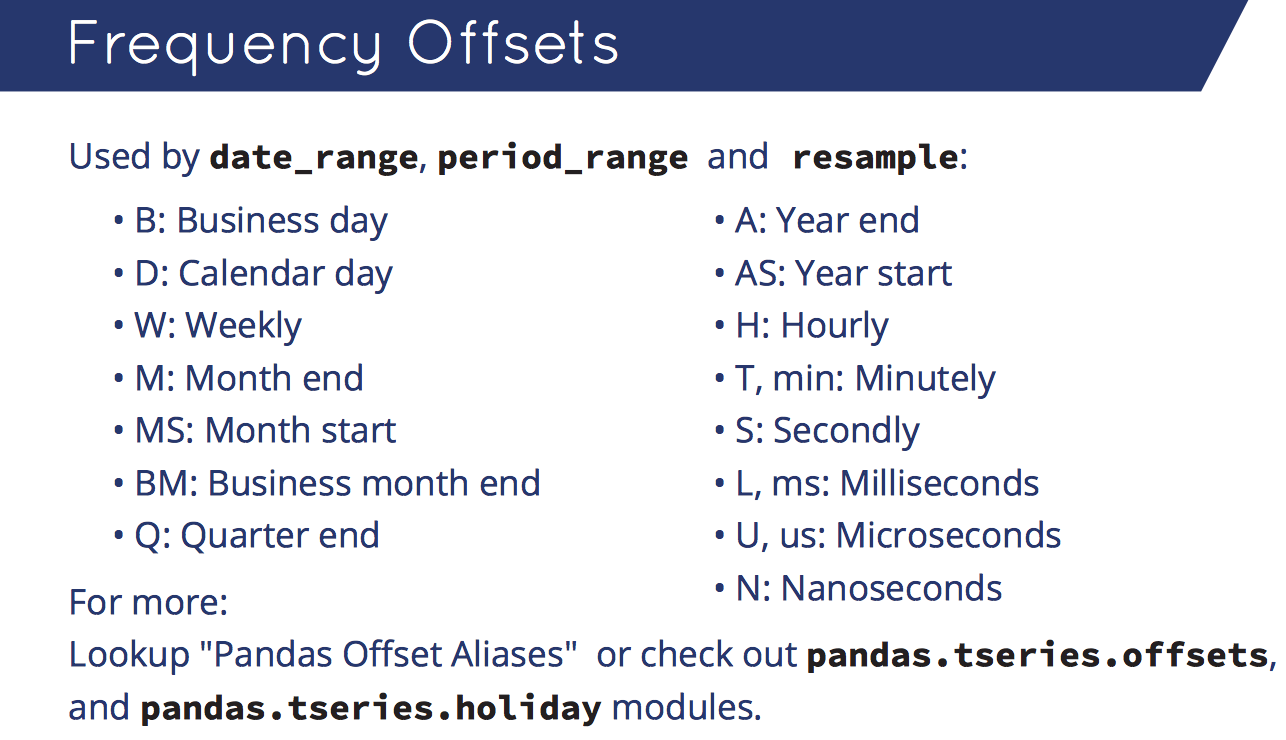 Frequency Offsets
Used by date_range, period_range and resample:
• B: Business day
• D: Calendar day
• W: Weekly
• M: Month end
• MS: Month start
• BM: Business month end
• Q: Quarter end
• A: Year end
• AS: Year start
• H: Hourly
• T, min: Minutely
• S: Secondly
• L, ms: Milliseconds
• U, us: Microseconds
• N: Nanoseconds
For more:
Lookup "Pandas Offset Aliases" or check out pandas.tseries.offsets,
and pandas.tseries.holiday modules.